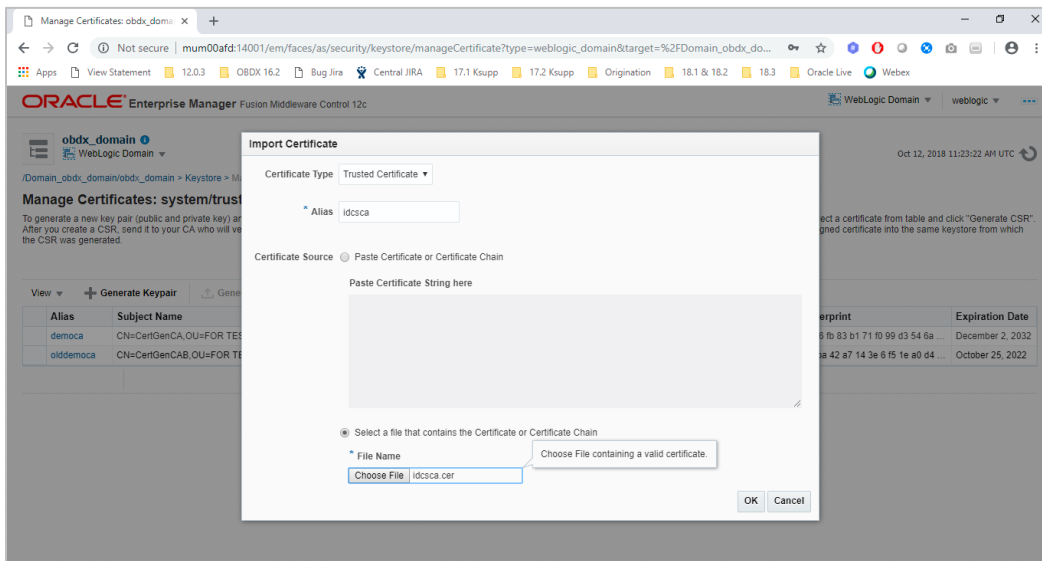 Manage Certificates: obdx_doma
Not secure | mum00afd:14001/em/faces/as/security/keystore/manageCertificate?type=weblogic_domain&target=%2FDomain_obdx_do...
Apps View Statement 12.0.3 OBDX 16.2 Bug Jira Central JIRA 17.1 Ksupp 17.2 Ksupp Origination 18.1 & 18.2 18.3 Oracle Live Webex
ORACLE Enterprise Manager Fusion Middleware Control 12c WebLogic Domain weblogic
obdx_domain
WebLogic Domain
Oct 12, 2018 11:23:22 AM UTC
/Domain_obdx_domain/obdx_domain > Keystore > M
Manage Certificates: system/trust
To generate a new key pair (public and private key) ar
ect a certificate from table and click "Generate CSR".
After you create a CSR, send it to your CA who will ve
gned certificate into the same keystore from which
the CSR was generated.
View Generate Keypair Gene
Alias Subject Name erprint Expiration Date
democa CN=CertGenCA,OU=FOR TES 6 fb 83 b1 71 f0 99 d3 54 6a ... December 2, 2032
olddemoca CN=CertGenCAB,OU=FOR TE ba 42 a7 14 3e 6 f5 1e a0 d4 ... October 25, 2022
Import Certificate
Certificate Type Trusted Certificate
* Alias idcsca
Certificate Source Paste Certificate or Certificate Chain
Paste Certificate String here
Select a file that contains the Certificate or Certificate Chain
* File Name
Choose File containing a valid certificate.
Choose File idcsca.cer
OK Cancel